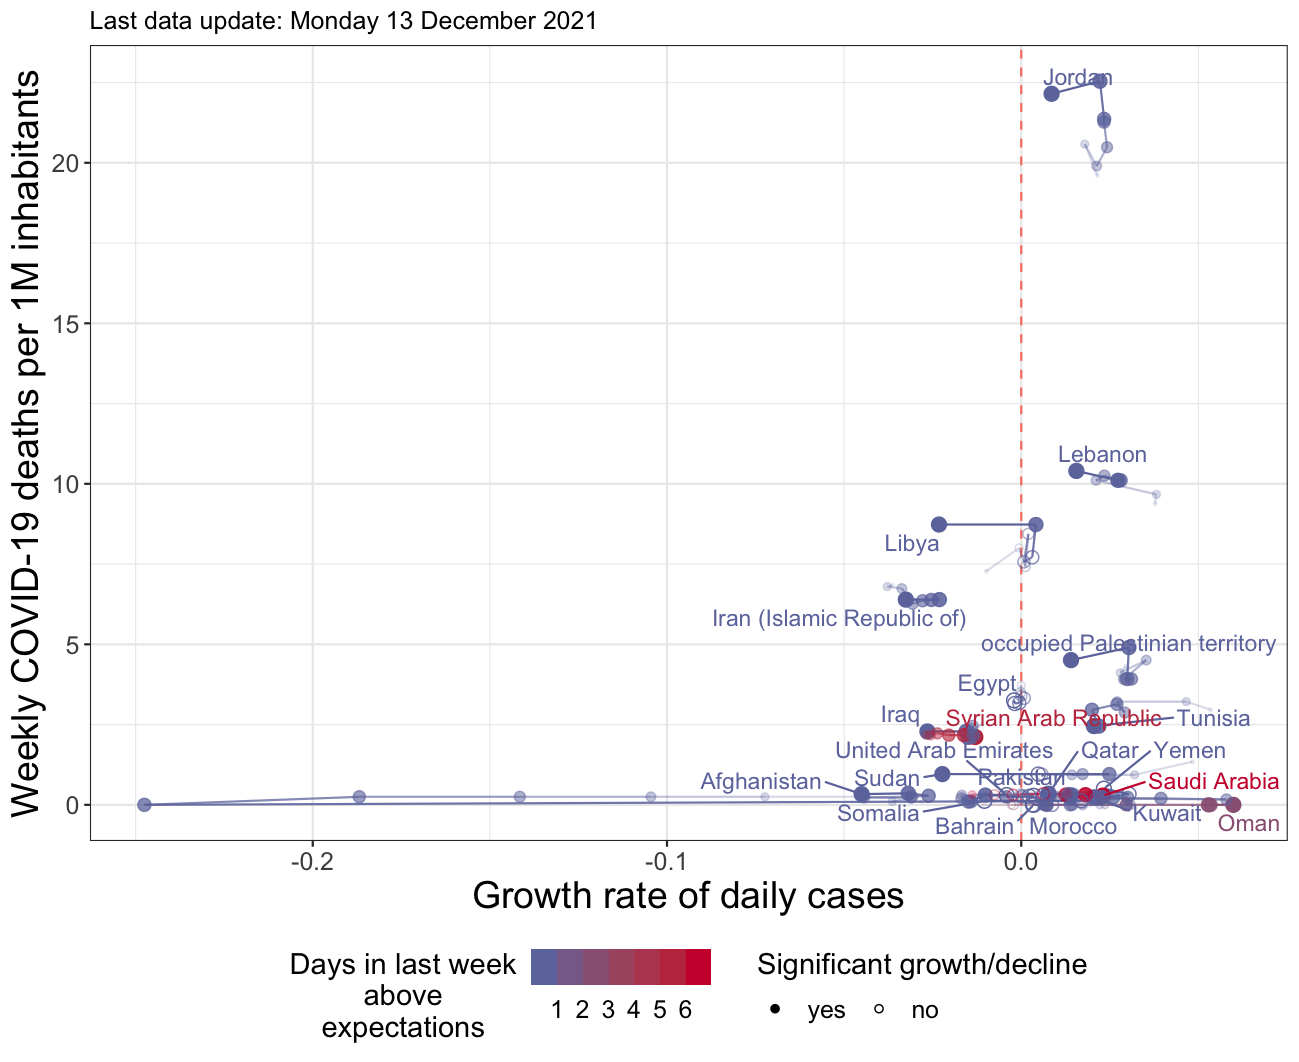 Last data update: Monday 13 December 2021
Weekly COVID-19 deaths per 1M inhabitants
20
15
10
5
0
Jordan
Lebanon
Libya
Iran (Islamic Republic of)
occupied Palestinian territory
Egypt
Iraq
Syrian Arab Republic
Tunisia
United Arab Emirates
Qatar
Yemen
Afghanistan
Sudan
Pakistan
Saudi Arabia
Somalia
Kuwait
Bahrain
Morocco
Oman
-0.2
-0.1
0.0
Growth rate of daily cases
Days in last week
above
expectations
1 2 3 4 5 6
Significant growth/decline
yes
no